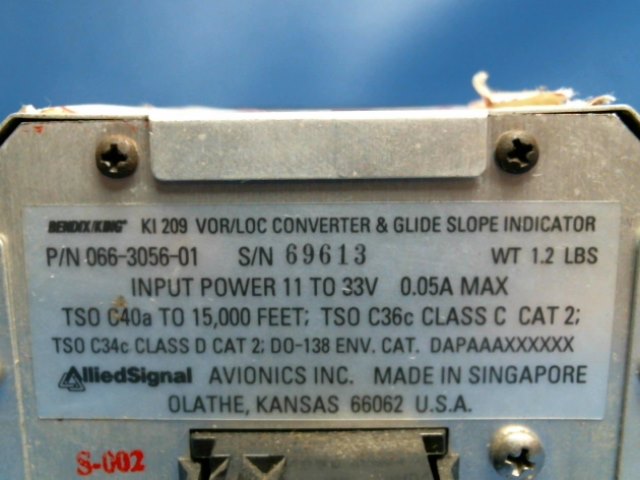 BENDIX/KING® KI 209 VOR/LOC CONVERTER & GLIDE SLOPE INDICATOR
P/N 066-3056-01 S/N 69613 WT 1.2 LBS
INPUT POWER 11 TO 33V 0.05A MAX
TSO C40a TO 15,000 FEET; TSO C36c CLASS C CAT 2;
TSO C34c CLASS D CAT 2; DO-138 ENV. CAT. DAPAAAXXXXXX
AlliedSignal AVIONICS INC. MADE IN SINGAPORE
OLATHE, KANSAS 66062 U.S.A.
S-002